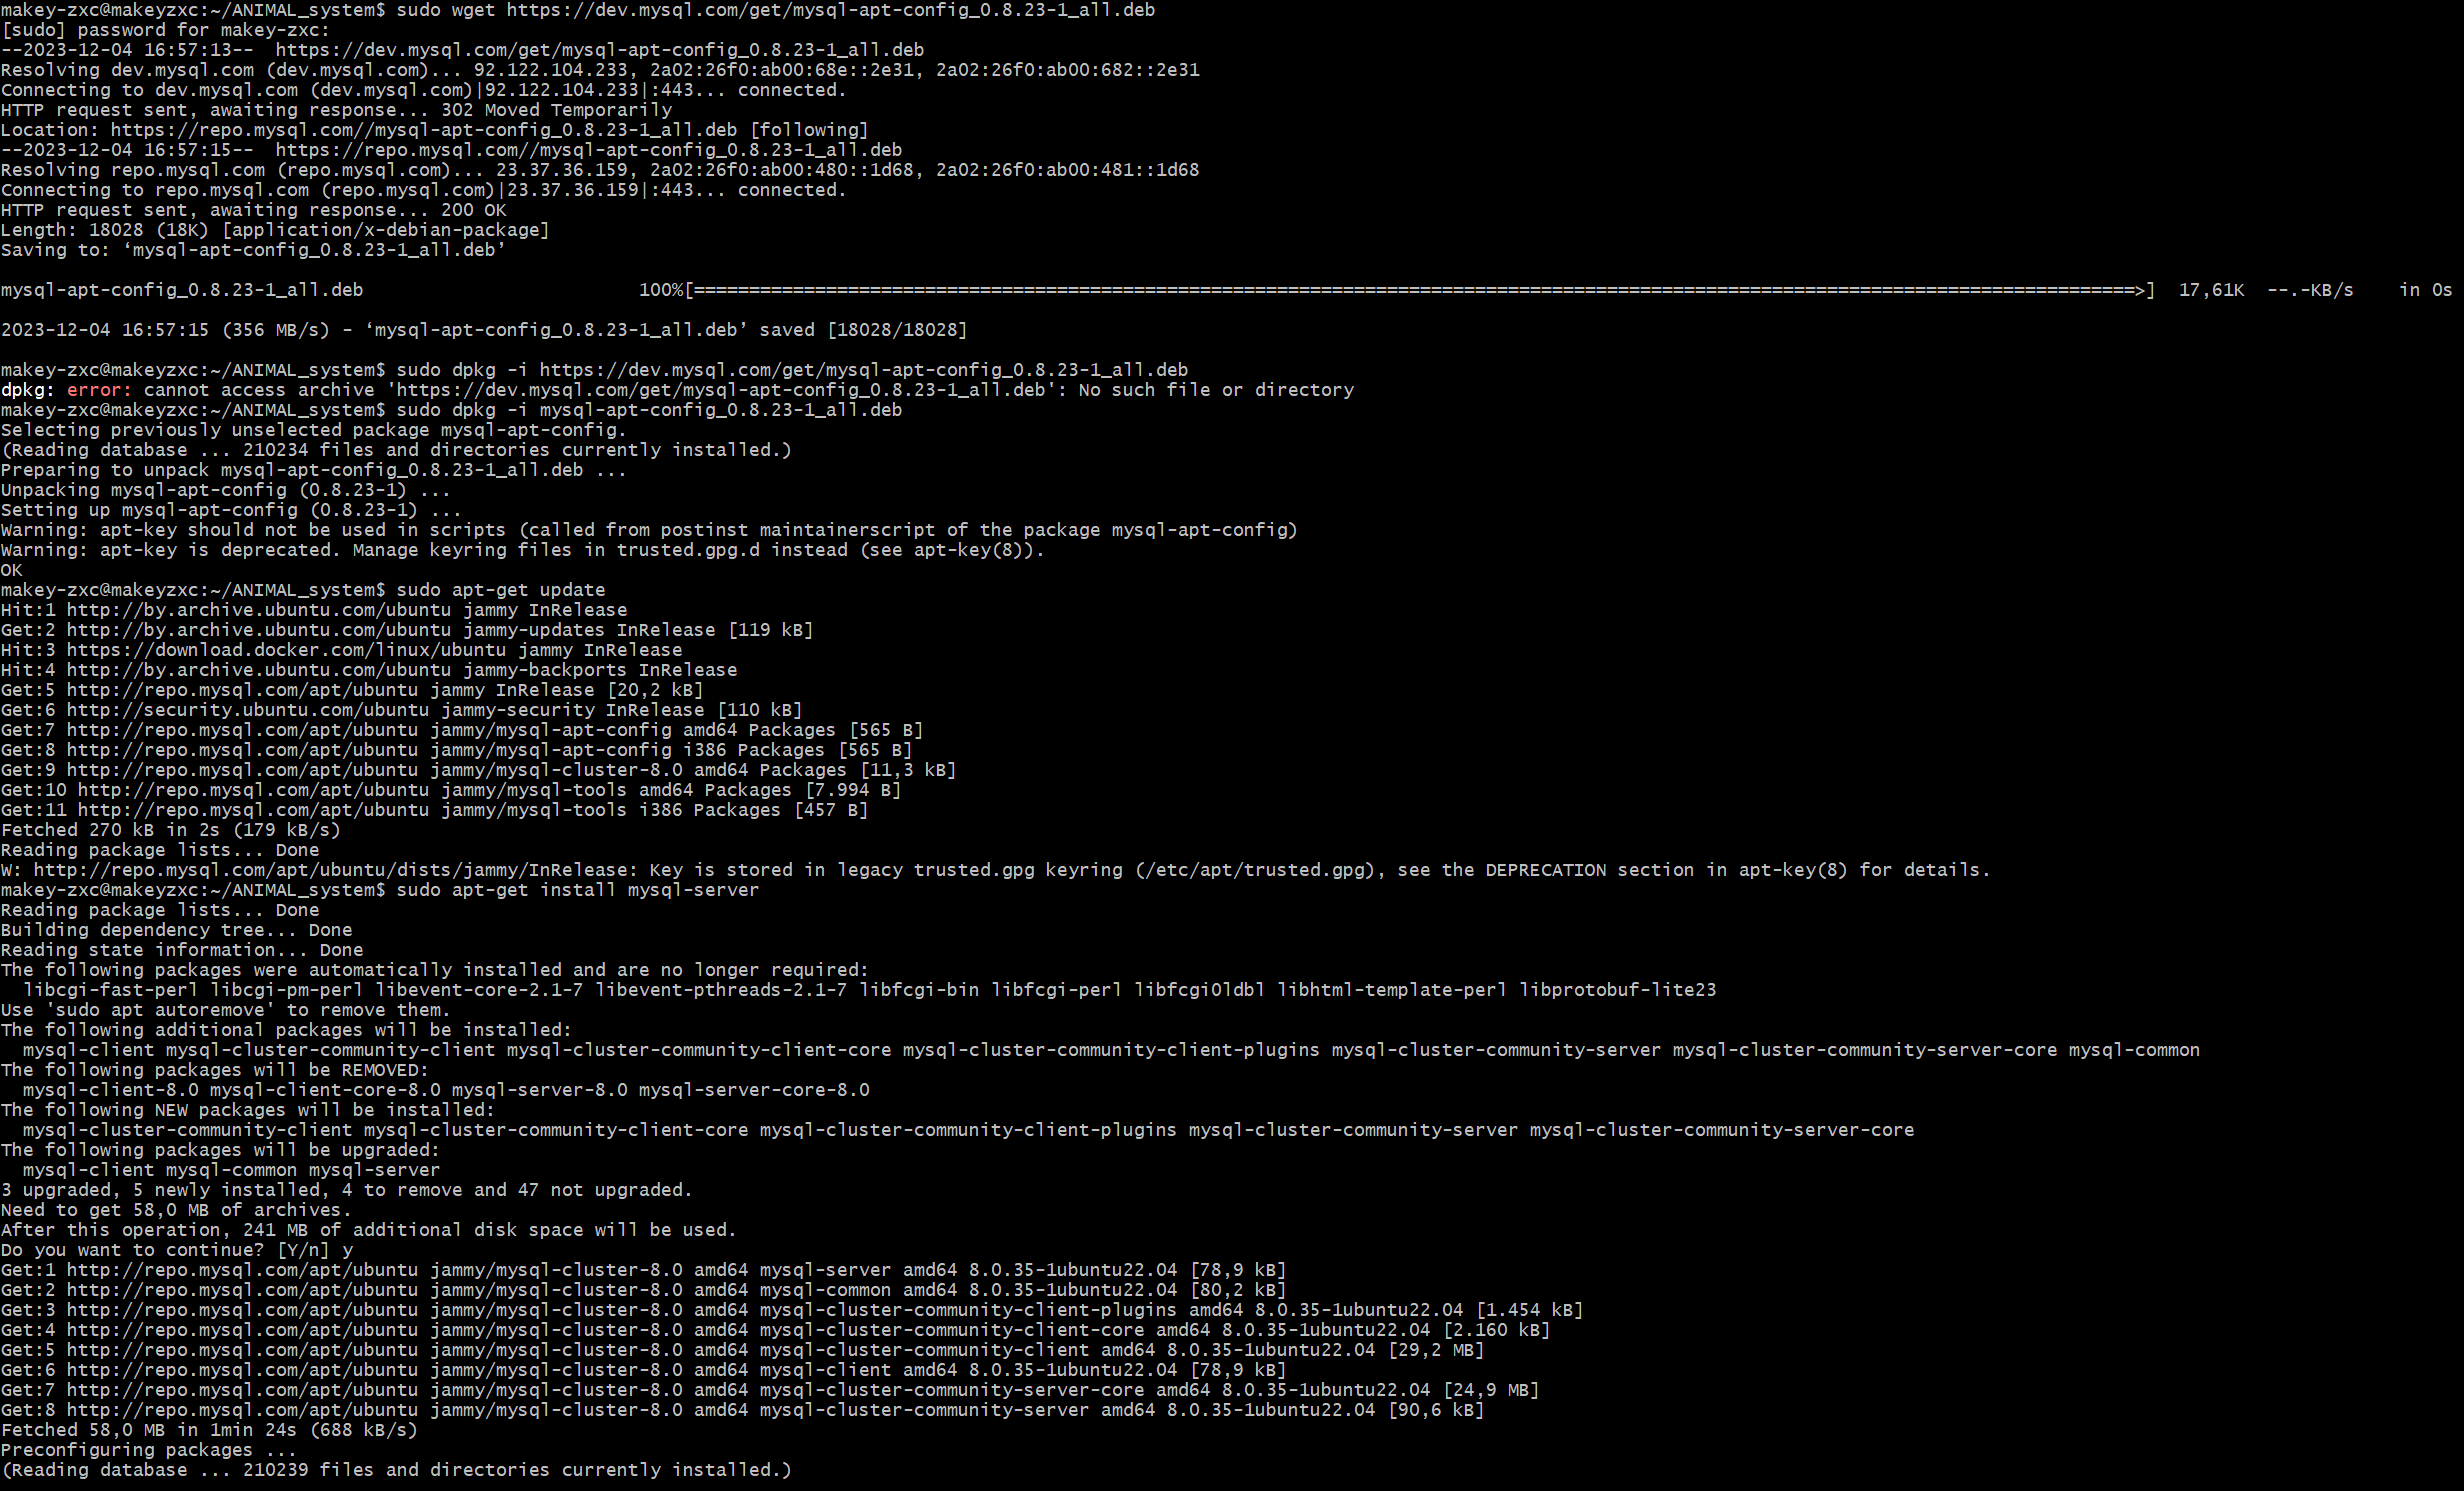 makey-zxc@makeyzxc:~/ANIMAL_system$ sudo wget https://dev.mysql.com/get/mysql-apt-config_0.8.23-1_all.deb
[sudo] password for makey-zxc:
--2023-12-04 16:57:13--  https://dev.mysql.com/get/mysql-apt-config_0.8.23-1_all.deb
Resolving dev.mysql.com (dev.mysql.com)... 92.122.104.233, 2a02:26f0:ab00:68e::2e31, 2a02:26f0:ab00:682::2e31
Connecting to dev.mysql.com (dev.mysql.com)|92.122.104.233|:443... connected.
HTTP request sent, awaiting response... 302 Moved Temporarily
Location: https://repo.mysql.com//mysql-apt-config_0.8.23-1_all.deb [following]
--2023-12-04 16:57:15--  https://repo.mysql.com//mysql-apt-config_0.8.23-1_all.deb
Resolving repo.mysql.com (repo.mysql.com)... 23.37.36.159, 2a02:26f0:ab00:480::1d68, 2a02:26f0:ab00:481::1d68
Connecting to repo.mysql.com (repo.mysql.com)|23.37.36.159|:443... connected.
HTTP request sent, awaiting response... 200 OK
Length: 18028 (18K) [application/x-debian-package]
Saving to: ‘mysql-apt-config_0.8.23-1_all.deb’
mysql-apt-config_0.8.23-1_all.deb 100%[===================================================================================================================================>] 17,61K --.-KB/s in 0s
2023-12-04 16:57:15 (356 MB/s) - ‘mysql-apt-config_0.8.23-1_all.deb’ saved [18028/18028]
makey-zxc@makeyzxc:~/ANIMAL_system$ sudo dpkg -i https://dev.mysql.com/get/mysql-apt-config_0.8.23-1_all.deb
dpkg: error: cannot access archive 'https://dev.mysql.com/get/mysql-apt-config_0.8.23-1_all.deb': No such file or directory
makey-zxc@makeyzxc:~/ANIMAL_system$ sudo dpkg -i mysql-apt-config_0.8.23-1_all.deb
Selecting previously unselected package mysql-apt-config.
(Reading database ... 210234 files and directories currently installed.)
Preparing to unpack mysql-apt-config_0.8.23-1_all.deb ...
Unpacking mysql-apt-config (0.8.23-1) ...
Setting up mysql-apt-config (0.8.23-1) ...
Warning: apt-key should not be used in scripts (called from postinst maintainerscript of the package mysql-apt-config)
Warning: apt-key is deprecated. Manage keyring files in trusted.gpg.d instead (see apt-key(8)).
OK
makey-zxc@makeyzxc:~/ANIMAL_system$ sudo apt-get update
Hit:1 http://by.archive.ubuntu.com/ubuntu jammy InRelease
Get:2 http://by.archive.ubuntu.com/ubuntu jammy-updates InRelease [119 kB]
Hit:3 https://download.docker.com/linux/ubuntu jammy InRelease
Hit:4 http://by.archive.ubuntu.com/ubuntu jammy-backports InRelease
Get:5 http://repo.mysql.com/apt/ubuntu jammy InRelease [20,2 kB]
Get:6 http://security.ubuntu.com/ubuntu jammy-security InRelease [110 kB]
Get:7 http://repo.mysql.com/apt/ubuntu jammy/mysql-apt-config amd64 Packages [565 B]
Get:8 http://repo.mysql.com/apt/ubuntu jammy/mysql-apt-config i386 Packages [565 B]
Get:9 http://repo.mysql.com/apt/ubuntu jammy/mysql-cluster-8.0 amd64 Packages [11,3 kB]
Get:10 http://repo.mysql.com/apt/ubuntu jammy/mysql-tools amd64 Packages [7.994 B]
Get:11 http://repo.mysql.com/apt/ubuntu jammy/mysql-tools i386 Packages [457 B]
Fetched 270 kB in 2s (179 kB/s)
Reading package lists... Done
W: http://repo.mysql.com/apt/ubuntu/dists/jammy/InRelease: Key is stored in legacy trusted.gpg keyring (/etc/apt/trusted.gpg), see the DEPRECATION section in apt-key(8) for details.
makey-zxc@makeyzxc:~/ANIMAL_system$ sudo apt-get install mysql-server
Reading package lists... Done
Building dependency tree... Done
Reading state information... Done
The following packages were automatically installed and are no longer required:
  libcgi-fast-perl libcgi-pm-perl libevent-core-2.1-7 libevent-pthreads-2.1-7 libfcgi-bin libfcgi-perl libfcgi0ldbl libhtml-template-perl libprotobuf-lite23
Use 'sudo apt autoremove' to remove them.
The following additional packages will be installed:
  mysql-client mysql-cluster-community-client mysql-cluster-community-client-core mysql-cluster-community-client-plugins mysql-cluster-community-server mysql-cluster-community-server-core mysql-common
The following packages will be REMOVED:
  mysql-client-8.0 mysql-client-core-8.0 mysql-server-8.0 mysql-server-core-8.0
The following NEW packages will be installed:
  mysql-cluster-community-client mysql-cluster-community-client-core mysql-cluster-community-client-plugins mysql-cluster-community-server mysql-cluster-community-server-core
The following packages will be upgraded:
  mysql-client mysql-common mysql-server
3 upgraded, 5 newly installed, 4 to remove and 47 not upgraded.
Need to get 58,0 MB of archives.
After this operation, 241 MB of additional disk space will be used.
Do you want to continue? [Y/n] y
Get:1 http://repo.mysql.com/apt/ubuntu jammy/mysql-cluster-8.0 amd64 mysql-server amd64 8.0.35-1ubuntu22.04 [78,9 kB]
Get:2 http://repo.mysql.com/apt/ubuntu jammy/mysql-cluster-8.0 amd64 mysql-common amd64 8.0.35-1ubuntu22.04 [80,2 kB]
Get:3 http://repo.mysql.com/apt/ubuntu jammy/mysql-cluster-8.0 amd64 mysql-cluster-community-client-plugins amd64 8.0.35-1ubuntu22.04 [1.454 kB]
Get:4 http://repo.mysql.com/apt/ubuntu jammy/mysql-cluster-8.0 amd64 mysql-cluster-community-client-core amd64 8.0.35-1ubuntu22.04 [2.160 kB]
Get:5 http://repo.mysql.com/apt/ubuntu jammy/mysql-cluster-8.0 amd64 mysql-cluster-community-client amd64 8.0.35-1ubuntu22.04 [29,2 MB]
Get:6 http://repo.mysql.com/apt/ubuntu jammy/mysql-cluster-8.0 amd64 mysql-client amd64 8.0.35-1ubuntu22.04 [78,9 kB]
Get:7 http://repo.mysql.com/apt/ubuntu jammy/mysql-cluster-8.0 amd64 mysql-cluster-community-server-core amd64 8.0.35-1ubuntu22.04 [24,9 MB]
Get:8 http://repo.mysql.com/apt/ubuntu jammy/mysql-cluster-8.0 amd64 mysql-cluster-community-server amd64 8.0.35-1ubuntu22.04 [90,6 kB]
Fetched 58,0 MB in 1min 24s (688 kB/s)
Preconfiguring packages ...
(Reading database ... 210239 files and directories currently installed.)